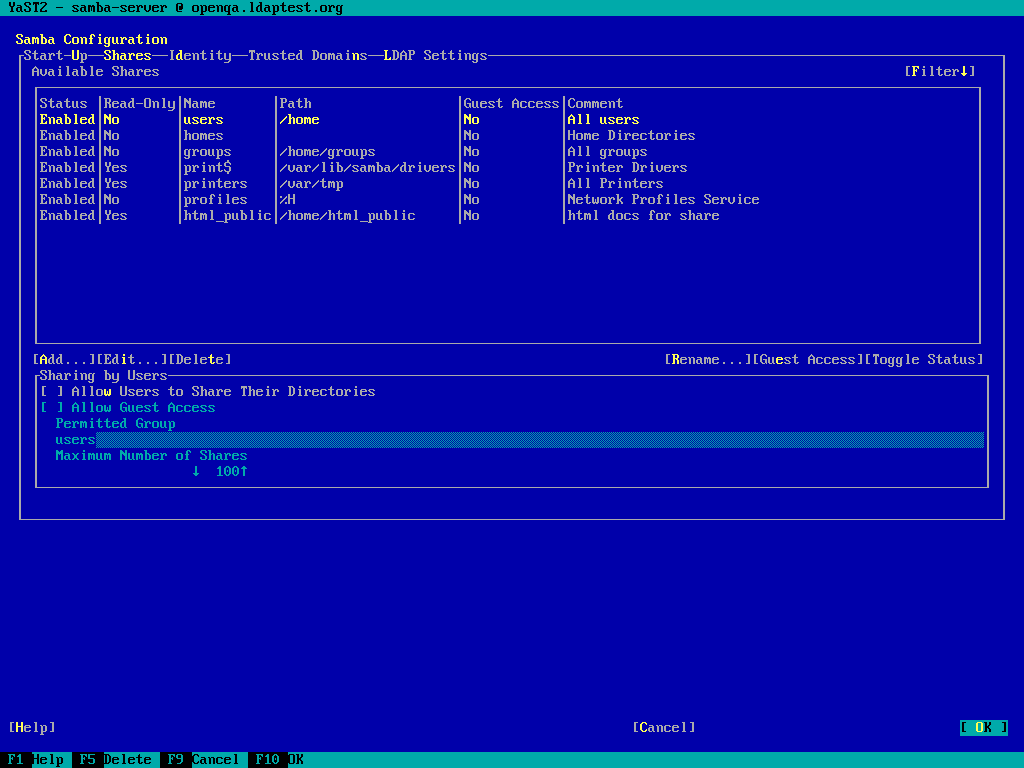 YaST2 - samba-server @ openqa.ldaptest.org
Samba Configuration
Start-Up Shares Identity Trusted Domains LDAP Settings
Available Shares [Filter↓]
Status Read-Only Name Path Guest Access Comment
Enabled No users /home No All users
Enabled No homes No Home Directories
Enabled No groups /home/groups No All groups
Enabled Yes print$ /var/lib/samba/drivers No Printer Drivers
Enabled Yes printers /var/tmp No All Printers
Enabled No profiles %H No Network Profiles Service
Enabled Yes html_public /home/html_public No html docs for share
[Add...][Edit...][Delete] [Rename...][Guest Access][Toggle Status]
Sharing by Users
[ ] Allow Users to Share Their Directories
[ ] Allow Guest Access
Permitted Group
users
Maximum Number of Shares
↓ 100↑
[Help] [Cancel] [ OK ]
F1 Help F5 Delete F9 Cancel F10 OK